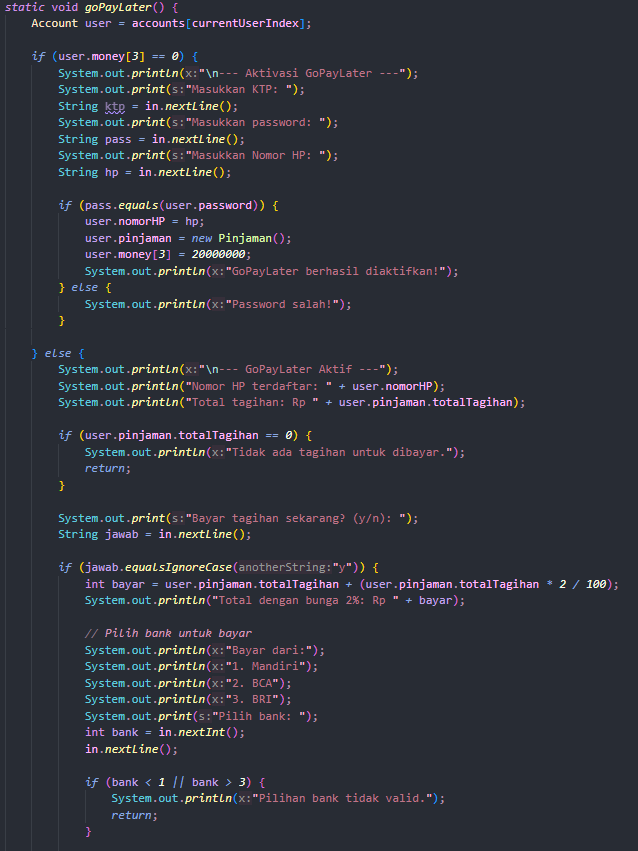 static void goPayLater() {
    Account user = accounts[currentUserIndex];

    if (user.money[3] == 0) {
        System.out.println(x:"\n--- Aktivasi GoPayLater ---");
        System.out.print(s:"Masukkan KTP: ");
        String ktp = in.nextLine();
        System.out.print(s:"Masukkan password: ");
        String pass = in.nextLine();
        System.out.print(s:"Masukkan Nomor HP: ");
        String hp = in.nextLine();

        if (pass.equals(user.password)) {
            user.nomorHP = hp;
            user.pinjaman = new Pinjaman();
            user.money[3] = 20000000;
            System.out.println(x:"GoPayLater berhasil diaktifkan!");
        } else {
            System.out.println(x:"Password salah!");
        }

    } else {
        System.out.println(x:"\n--- GoPayLater Aktif ---");
        System.out.println("Nomor HP terdaftar: " + user.nomorHP);
        System.out.println("Total tagihan: Rp " + user.pinjaman.totalTagihan);

        if (user.pinjaman.totalTagihan == 0) {
            System.out.println(x:"Tidak ada tagihan untuk dibayar.");
            return;
        }

        System.out.print(s:"Bayar tagihan sekarang? (y/n): ");
        String jawab = in.nextLine();

        if (jawab.equalsIgnoreCase(anotherString:"y")) {
            int bayar = user.pinjaman.totalTagihan + (user.pinjaman.totalTagihan * 2 / 100);
            System.out.println("Total dengan bunga 2%: Rp " + bayar);

            // Pilih bank untuk bayar
            System.out.println(x:"Bayar dari:");
            System.out.println(x:"1. Mandiri");
            System.out.println(x:"2. BCA");
            System.out.println(x:"3. BRI");
            System.out.print(s:"Pilih bank: ");
            int bank = in.nextInt();
            in.nextLine();

            if (bank < 1 || bank > 3) {
                System.out.println(x:"Pilihan bank tidak valid.");
                return;
            }